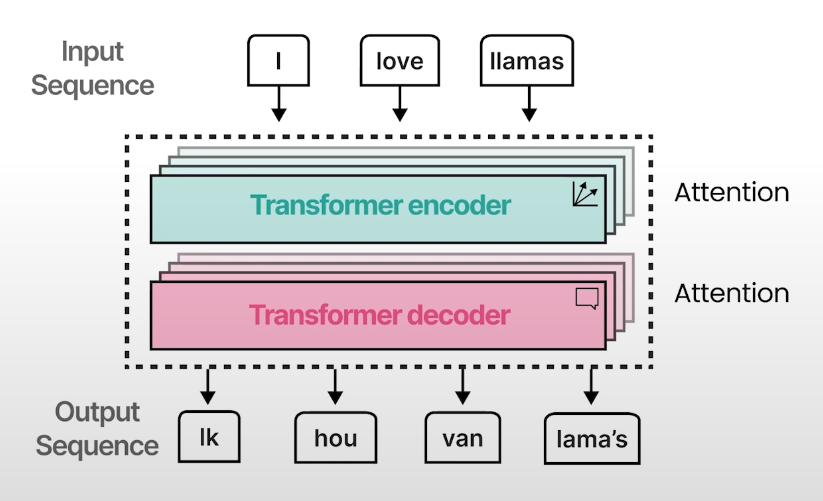 Input
Sequence
I love llamas
Transformer encoder
Attention
Transformer decoder
Attention
Output
Sequence
Ik hou van lama's